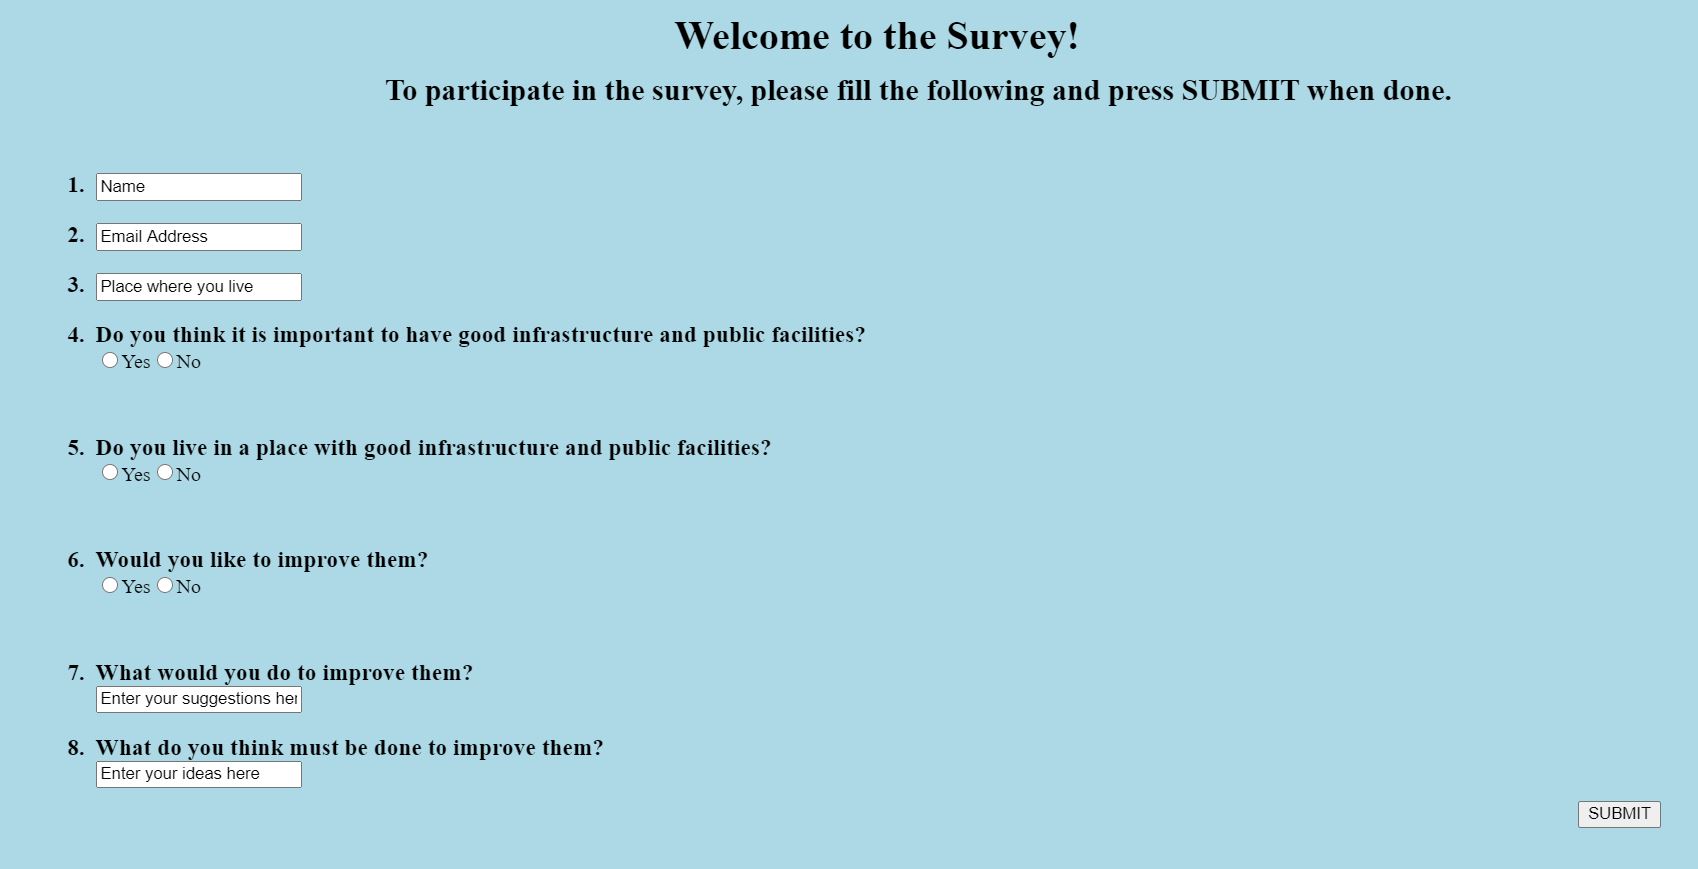 Welcome to the Survey!
To participate in the survey, please fill the following and press SUBMIT when done.
1. Name
2. Email Address
3. Place where you live
4. Do you think it is important to have good infrastructure and public facilities?
Yes No
5. Do you live in a place with good infrastructure and public facilities?
Yes No
6. Would you like to improve them?
Yes No
7. What would you do to improve them?
Enter your suggestions her
8. What do you think must be done to improve them?
Enter your ideas here
SUBMIT